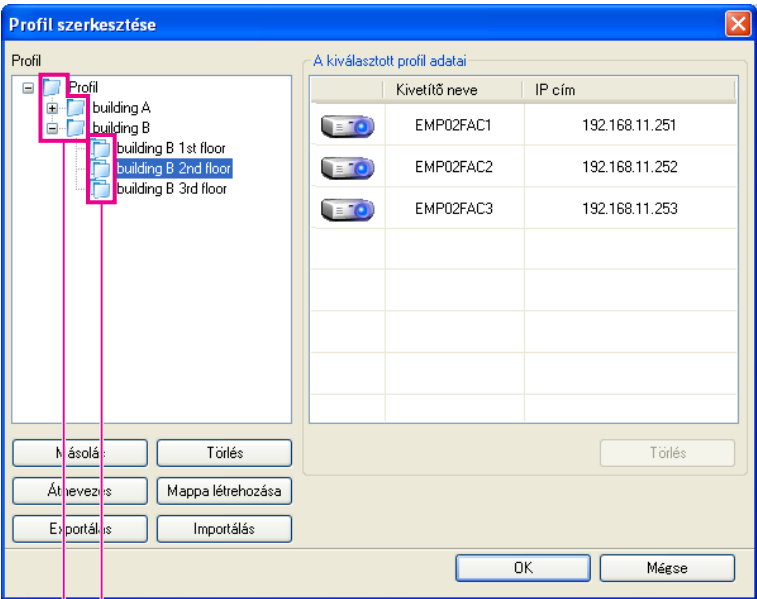 Profil szerkesztése
Profil
Profil
building A
building B
building B 1st floor
building B 2nd floor
building B 3rd floor
Másolás
Törlés
Átnevezés
Mappa létrehozása
Exportálás
Importálás
A kiválasztott profil adatai
Kivetítõ neve IP cím
EMP02FAC1 192.168.11.251
EMP02FAC2 192.168.11.252
EMP02FAC3 192.168.11.253
Törlés
OK
Mégse